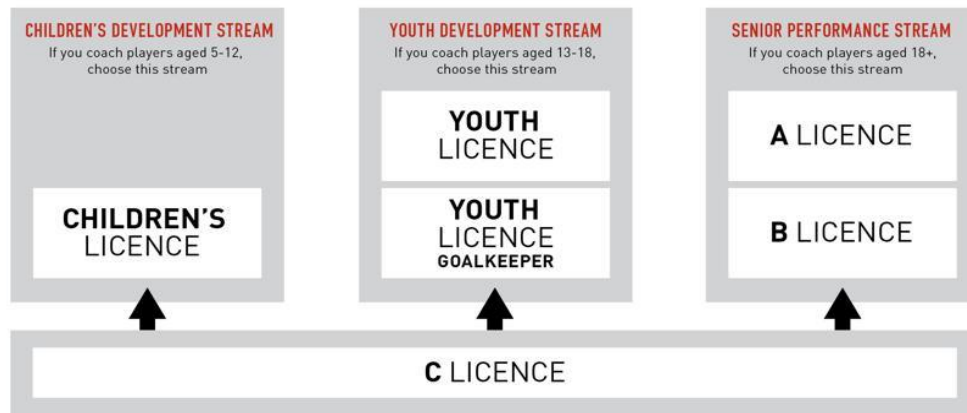 CHILDREN'S DEVELOPMENT STREAM
If you coach players aged 5-12,
choose this stream
CHILDREN'S
LICENCE
YOUTH DEVELOPMENT STREAM
If you coach players aged 13-18,
choose this stream
YOUTH
LICENCE
YOUTH
LICENCE
GOALKEEPER
SENIOR PERFORMANCE STREAM
If you coach players aged 18+,
choose this stream
A LICENCE
B LICENCE
C LICENCE